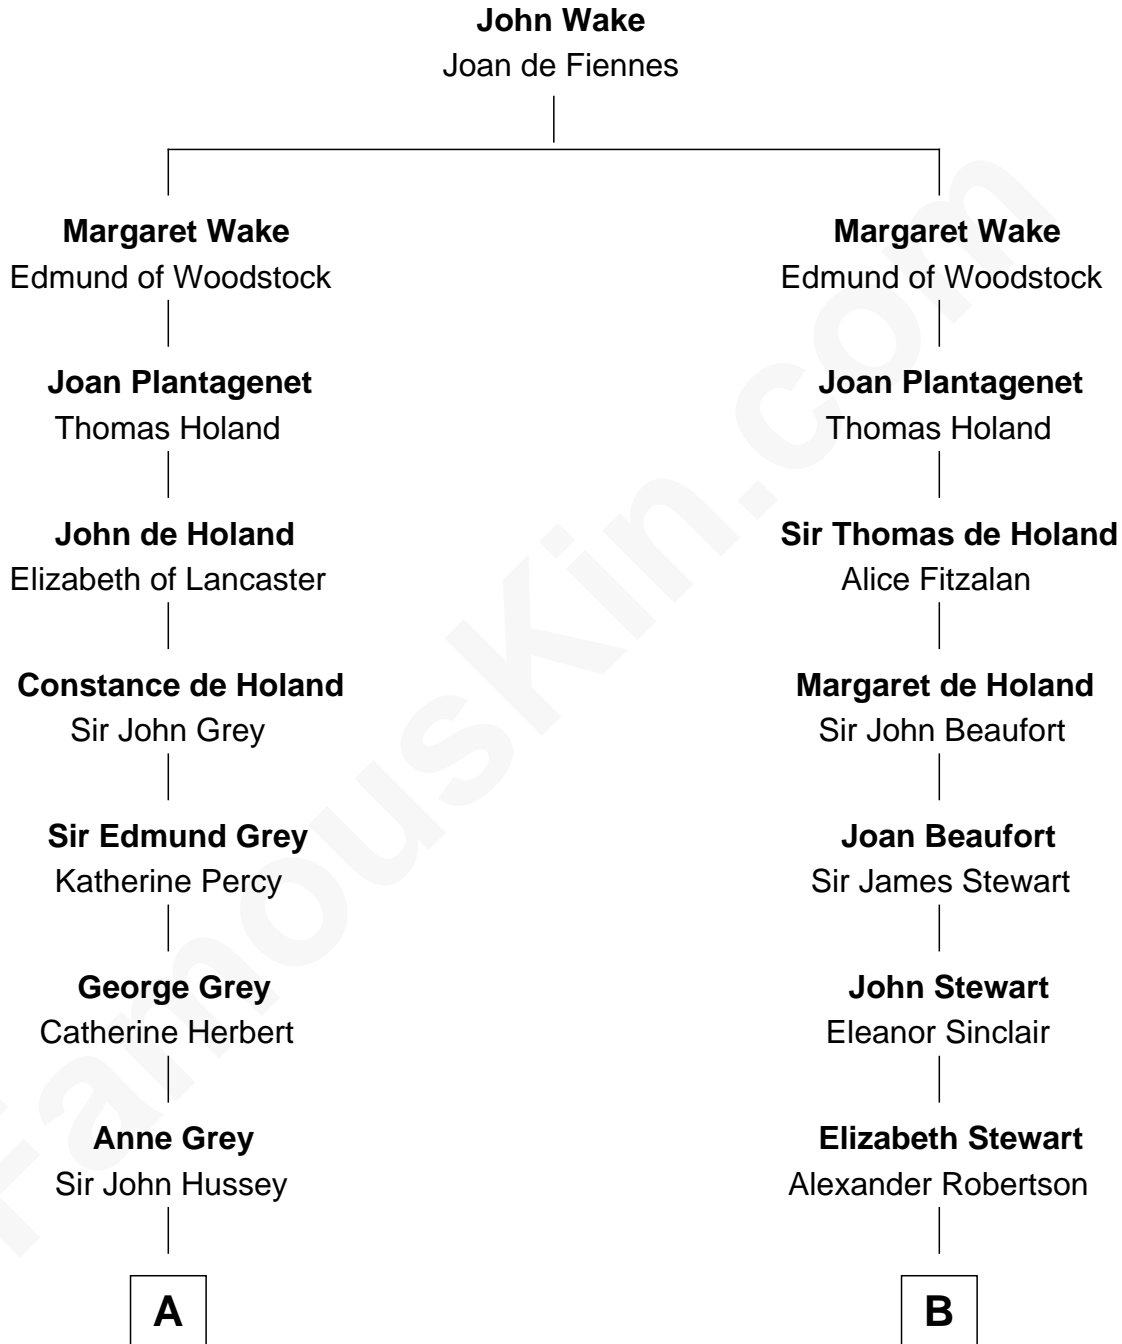 John Wake
Joan de Fiennes
Margaret Wake
Edmund of Woodstock
Margaret Wake
Edmund of Woodstock
Joan Plantagenet
Thomas Holand
Joan Plantagenet
Thomas Holand
John de Holand
Elizabeth of Lancaster
Sir Thomas de Holand
Alice Fitzalan
Constance de Holand
Sir John Grey
Margaret de Holand
Sir John Beaufort
Sir Edmund Grey
Katherine Percy
Joan Beaufort
Sir James Stewart
George Grey
Catherine Herbert
John Stewart
Eleanor Sinclair
Anne Grey
Sir John Hussey
Elizabeth Stewart
Alexander Robertson
A
B
FamousKin.com